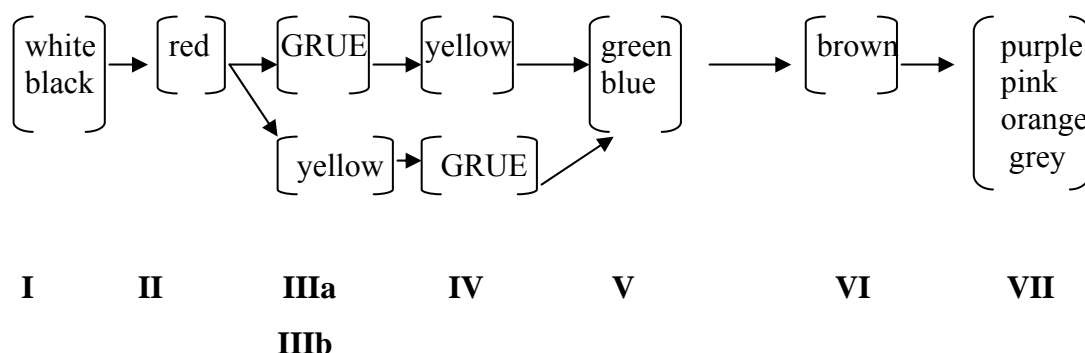 white red GRUE yellow green brown purple
black blue pink
orange
yellow GRUE grey
I II IIIa IV V VI VII
IIIb